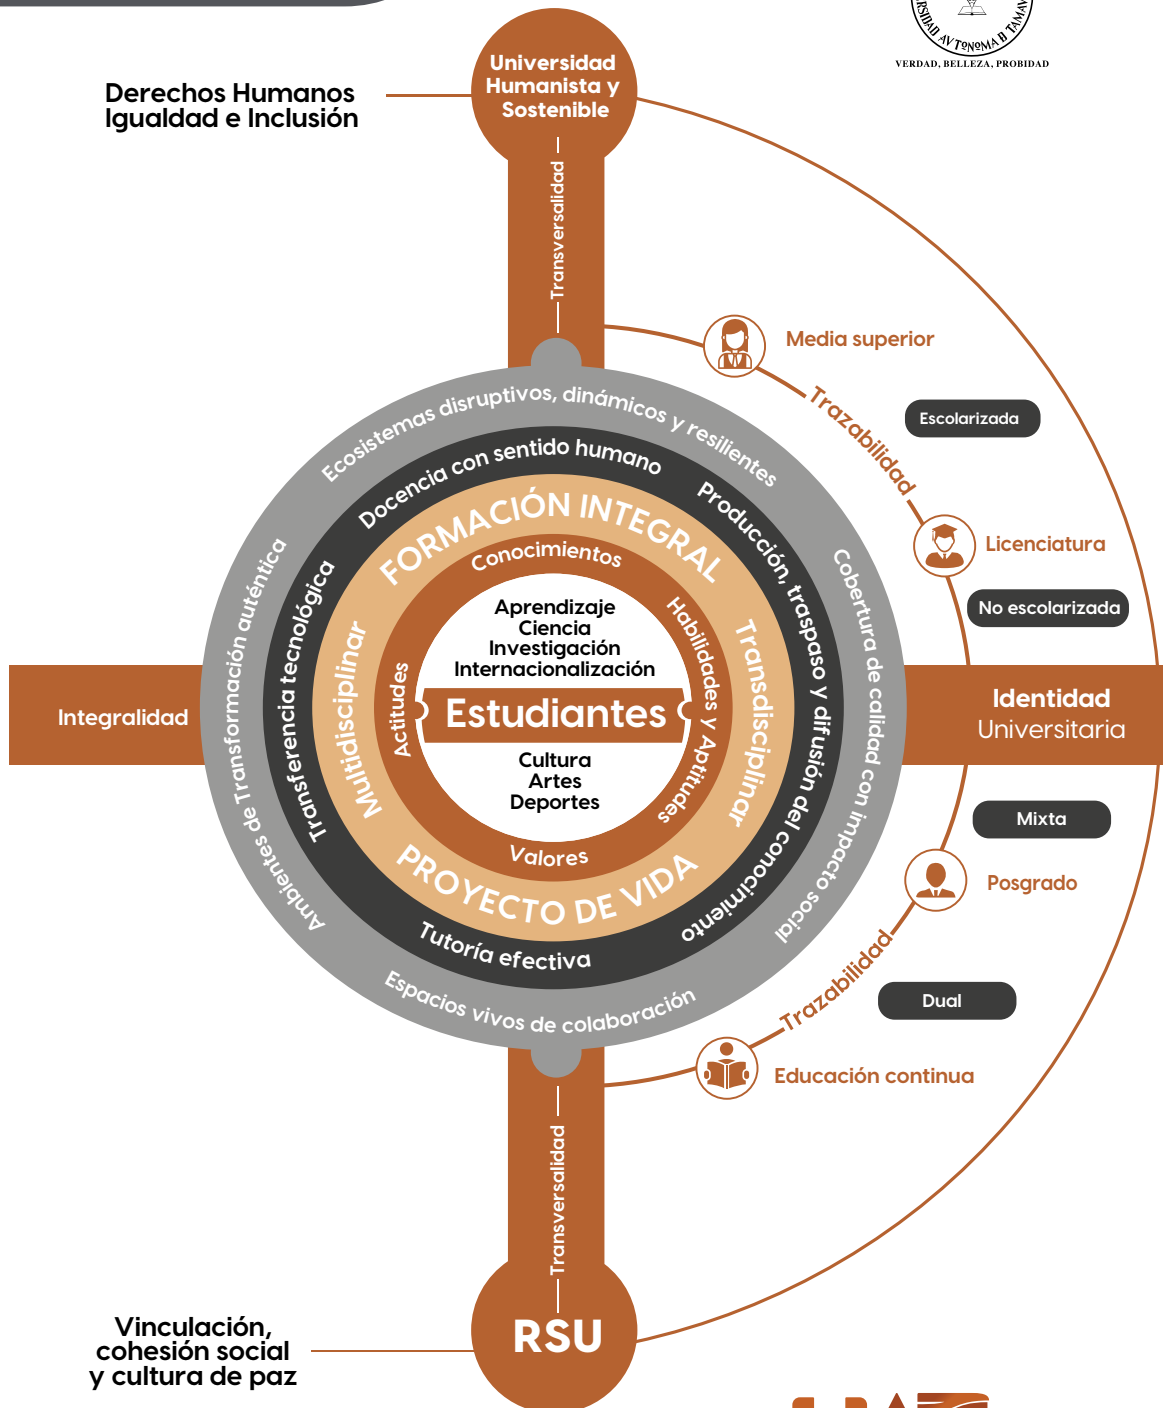 VERDAD, BELLEZA, PROBIDAD
Universidad
Humanista y
Sostenible
Derechos Humanos
Igualdad e Inclusión
Transversalidad
Media superior
Trazabilidad
Escolarizada
Licenciatura
No escolarizada
Ecosistemas disruptivos, dinámicos y resilientes
Cobertura de calidad con impacto social
Espacios vivos de colaboración
Ambientes de Transformación auténtica
Docencia con sentido humano
Producción, traspaso y difusión del conocimiento
Tutoría efectiva
Transferencia tecnológica
FORMACIÓN INTEGRAL
Transdisciplinar
PROYECTO DE VIDA
Multidisciplinar
Conocimientos
Habilidades y Aptitudes
Valores
Actitudes
Aprendizaje
Ciencia
Investigación
Internacionalización
Estudiantes
Cultura
Artes
Deportes
Integralidad
Identidad
Universitaria
Mixta
Posgrado
Trazabilidad
Dual
Educación continua
Transversalidad
RSU
Vinculación,
cohesión social
y cultura de paz